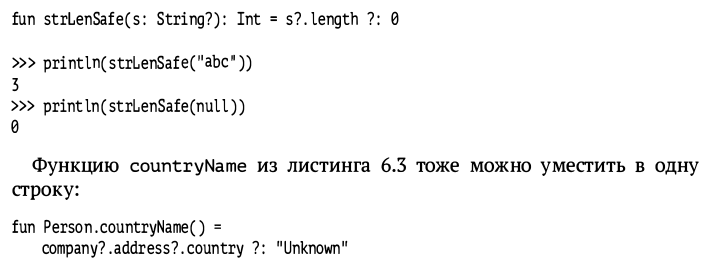 fun strLenSafe(s: String?): Int = s?.length ?: 0
>>> println(strLenSafe("abc"))
3
>>> println(strLenSafe(null))
0
Функцию countryName из листинга 6.3 тоже можно уместить в одну
строку:
fun Person.countryName() =
    company?.address?.country ?: "Unknown"